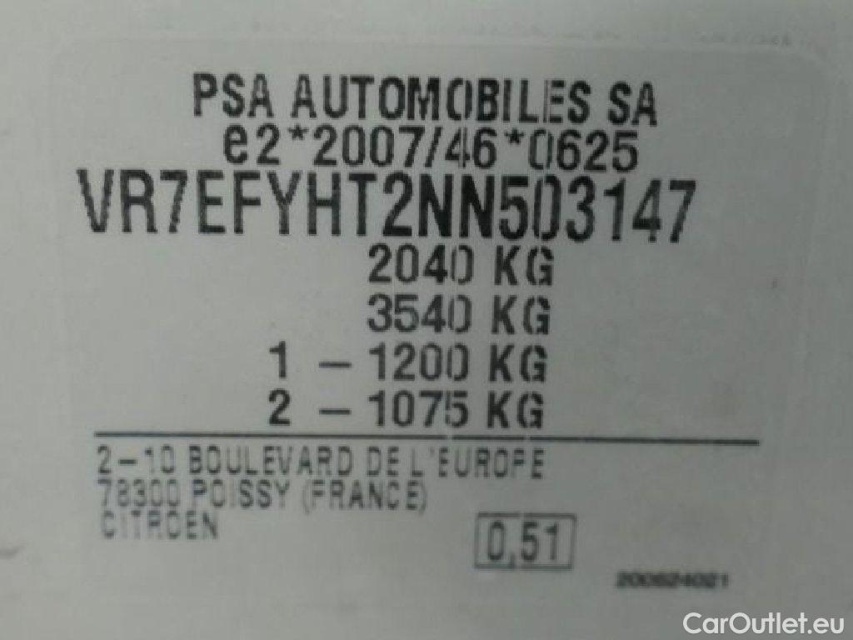 PSA AUTOMOBILES SA
e2*2007/46*0625
VR7EFYHT2NN503147
2040 KG
3540 KG
1 - 1200 KG
2 - 1075 KG
2-10 BOULEVARD DE L'EUROPE
78300 POISSY (FRANCE)
CITROEN
0,51
200624021
CarOutlet.eu